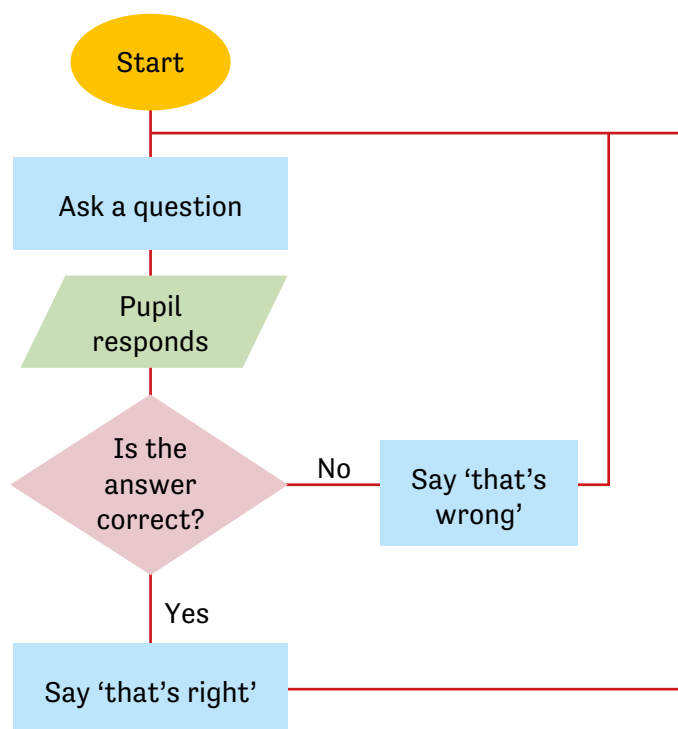 Start
Ask a question
Pupil
responds
Is the
answer
correct?
No
Say ‘that's
wrong’
Yes
Say ‘that's right’